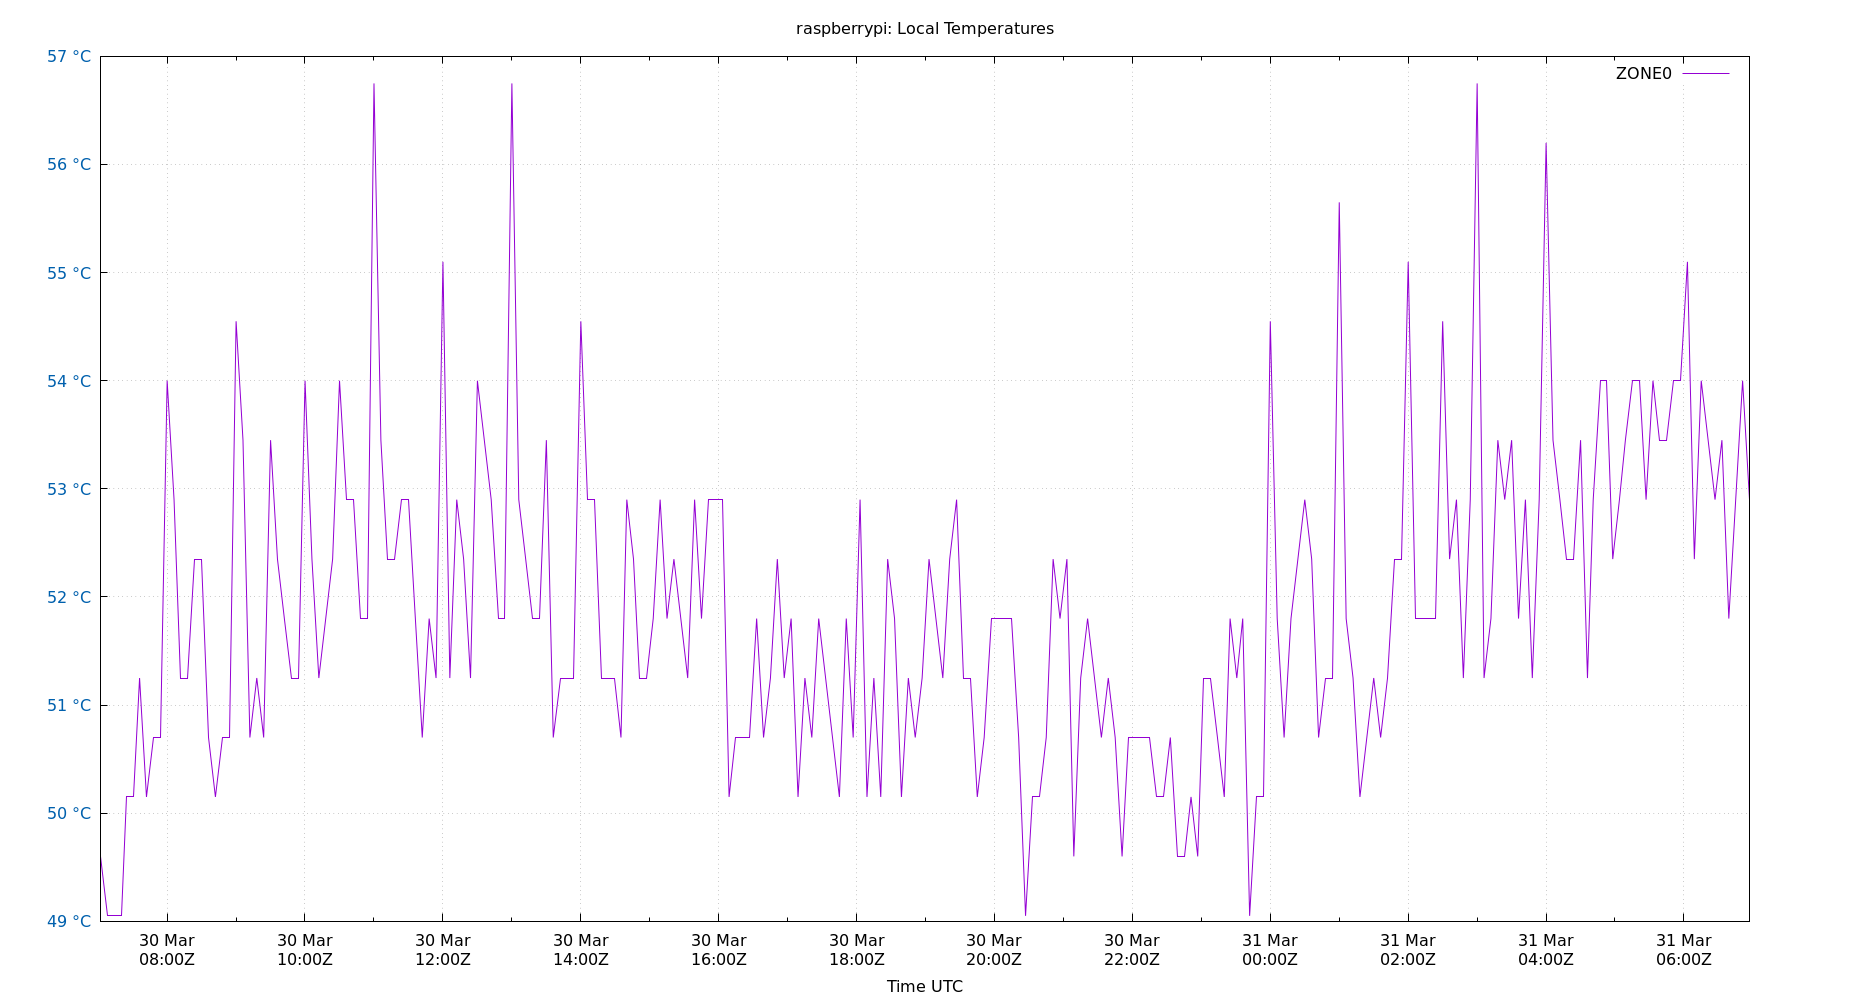 raspberrypi: Local Temperatures
57 °C
ZONE0
56 °C
55 °C
54 °C
53 °C
52 °C
51 °C
50 °C
49 °C
30 Mar 30 Mar 30 Mar 30 Mar 30 Mar 30 Mar 30 Mar 30 Mar 31 Mar 31 Mar 31 Mar 31 Mar
08:00Z 10:00Z 12:00Z 14:00Z 16:00Z 18:00Z 20:00Z 22:00Z 00:00Z 02:00Z 04:00Z 06:00Z
Time UTC